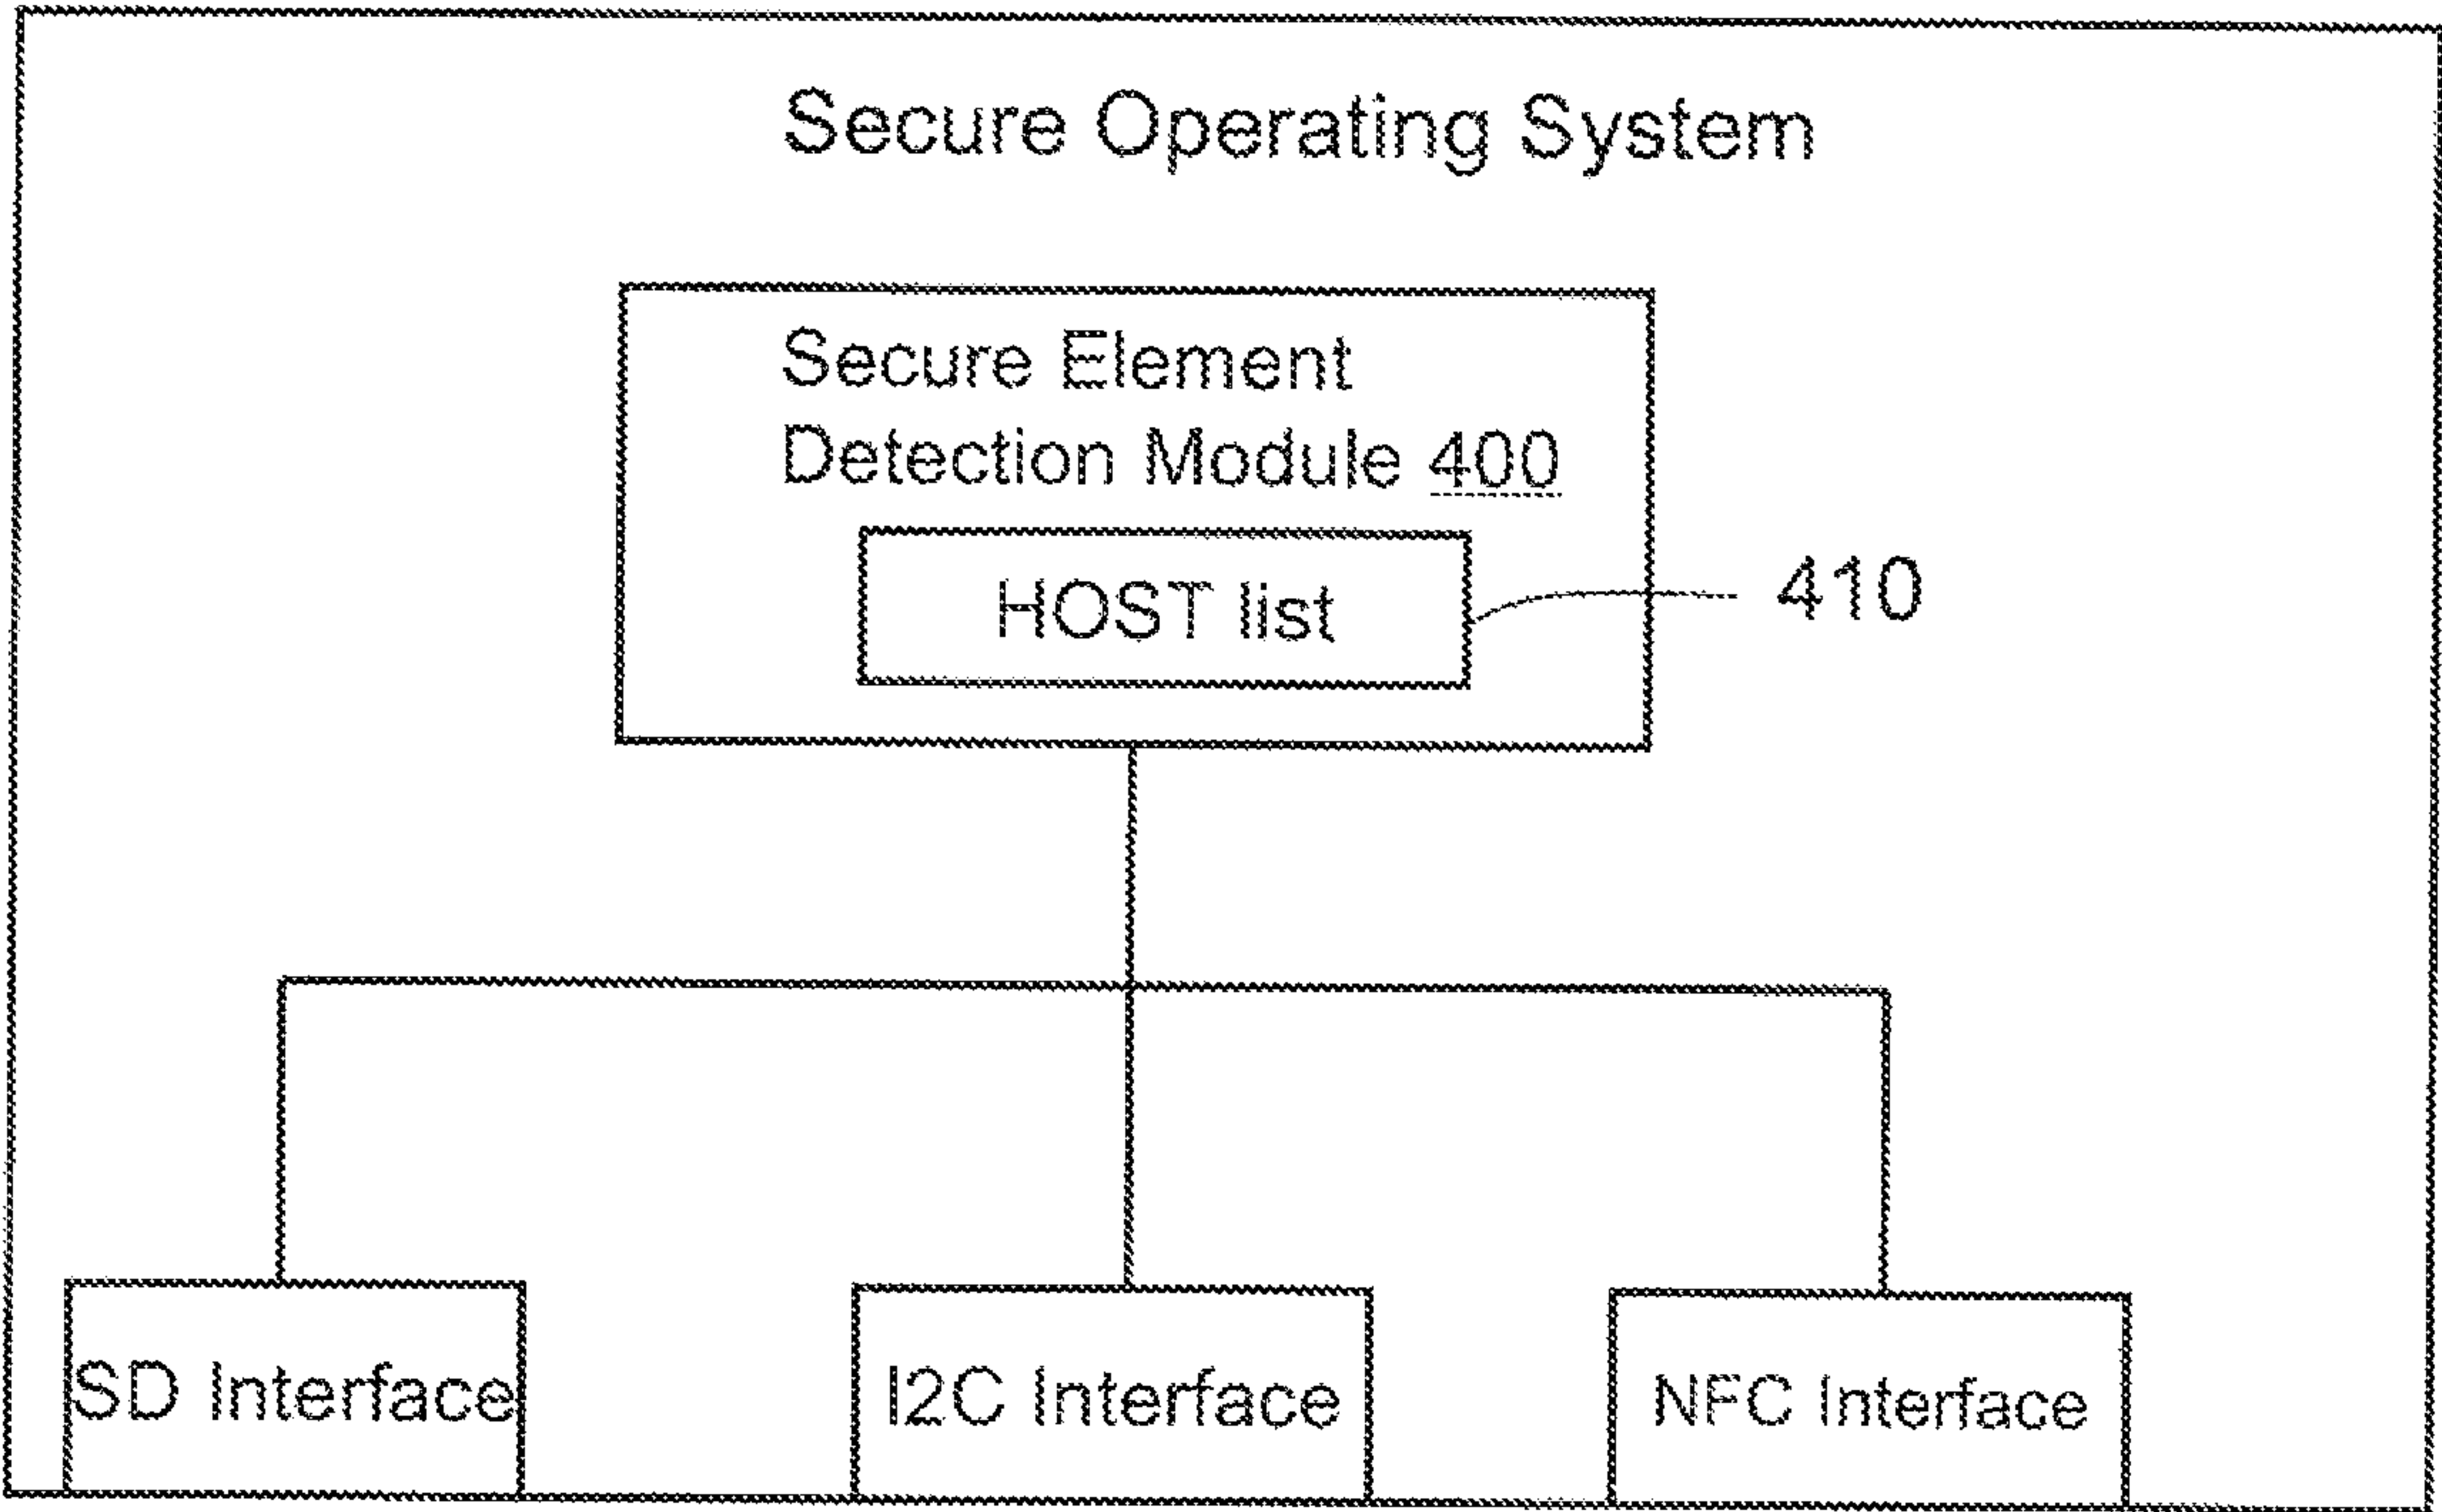 Secure Operating System
Secure Element
Detection Module 400
HOST list
410
SD Interface
I2C Interface
NFC Interface